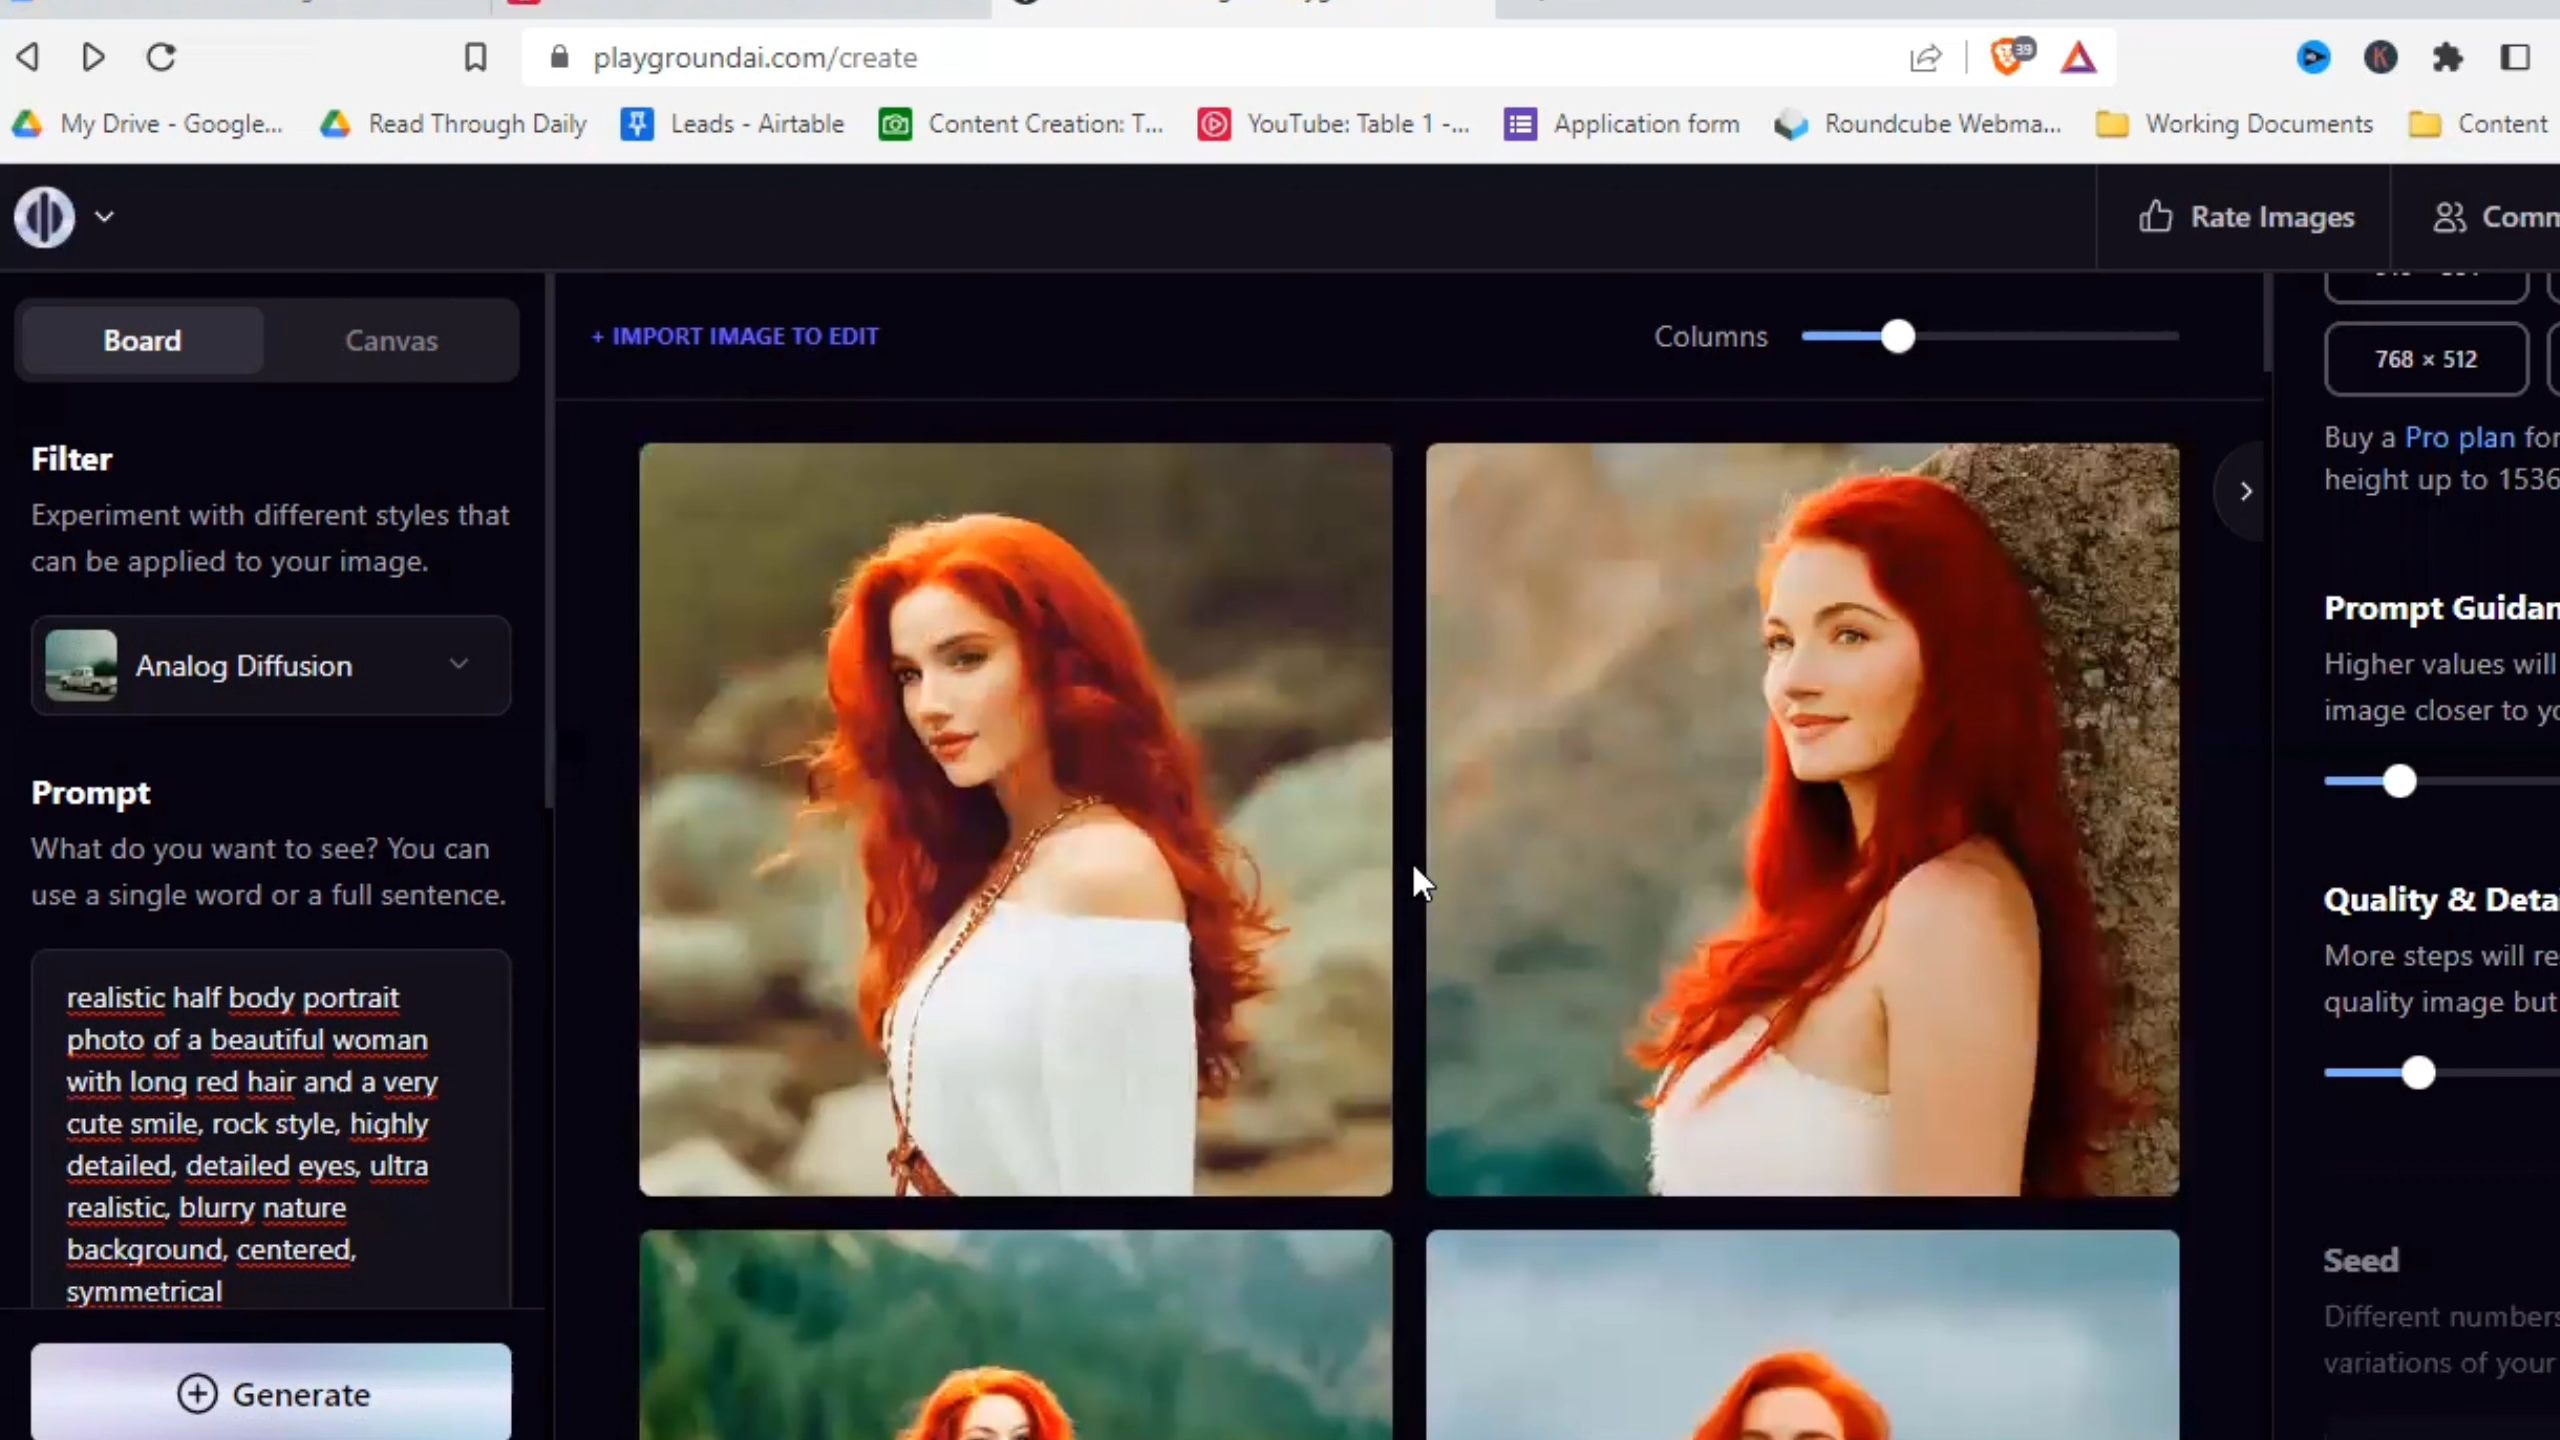 playgroundai.com/create
39
K
My Drive - Google...
Read Through Daily
Leads - Airtable
Content Creation: T...
YouTube: Table 1 -...
Application form
Roundcube Webma...
Working Documents
Content
Rate Images
Comm
Board
Canvas
+ IMPORT IMAGE TO EDIT
Columns
768 × 512
Buy a Pro plan for
height up to 1536
Filter
Experiment with different styles that
can be applied to your image.
Analog Diffusion
Prompt
What do you want to see? You can
use a single word or a full sentence.
realistic half body portrait
photo of a beautiful woman
with long red hair and a very
cute smile, rock style, highly
detailed, detailed eyes, ultra
realistic, blurry nature
background, centered,
symmetrical
Generate
Prompt Guidan
Higher values will
image closer to yo
Quality & Deta
More steps will re
quality image but
Seed
Different numbers
variations of your